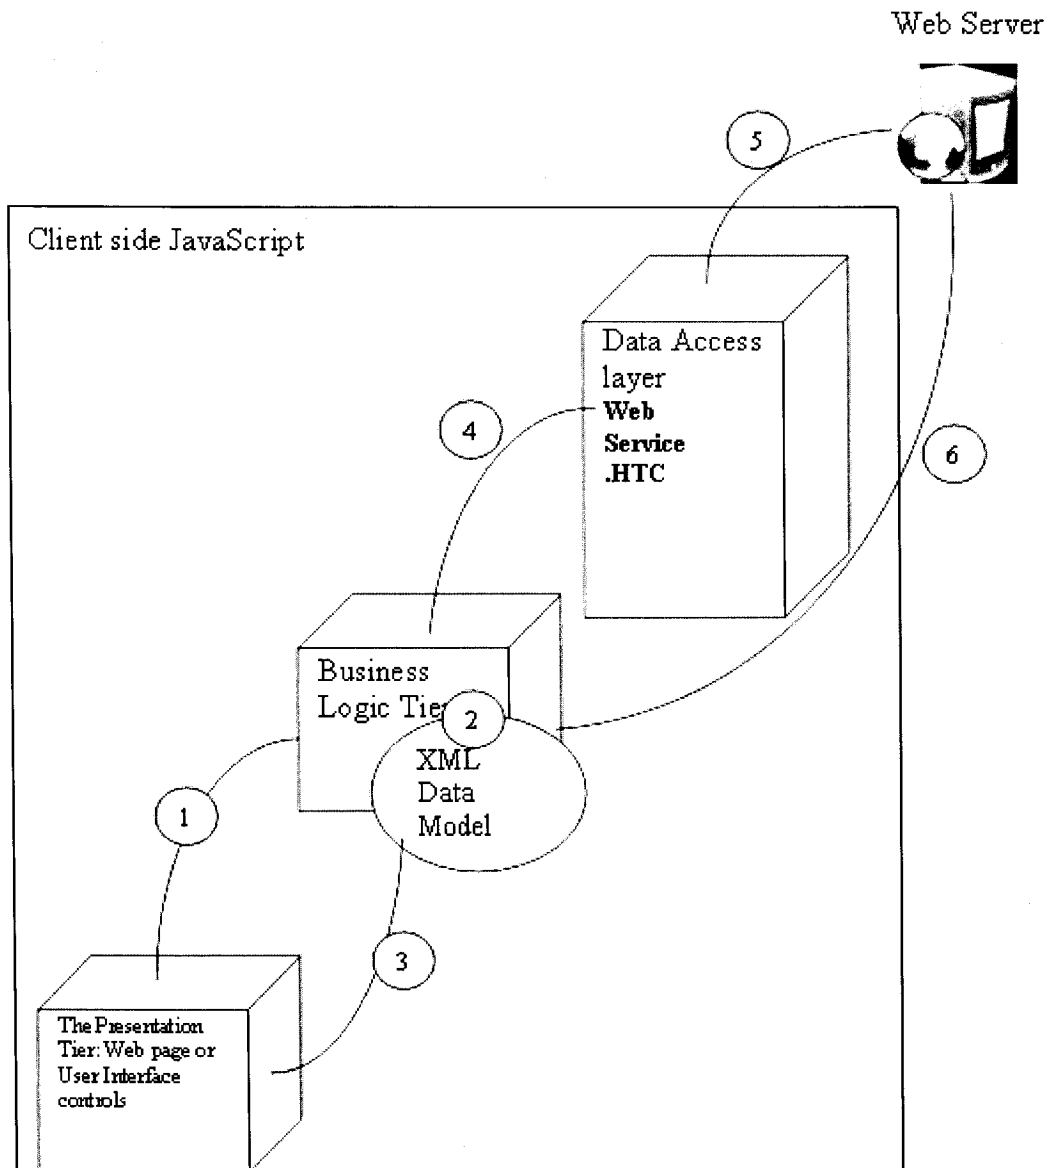 Web Server
5
Client side JavaScript
Data Access
layer
Web
Service
.HTC
4
6
Business
Logic Tier
2
XML
Data
Model
1
3
The Presentation
Tier: Web page or
User Interface
controls